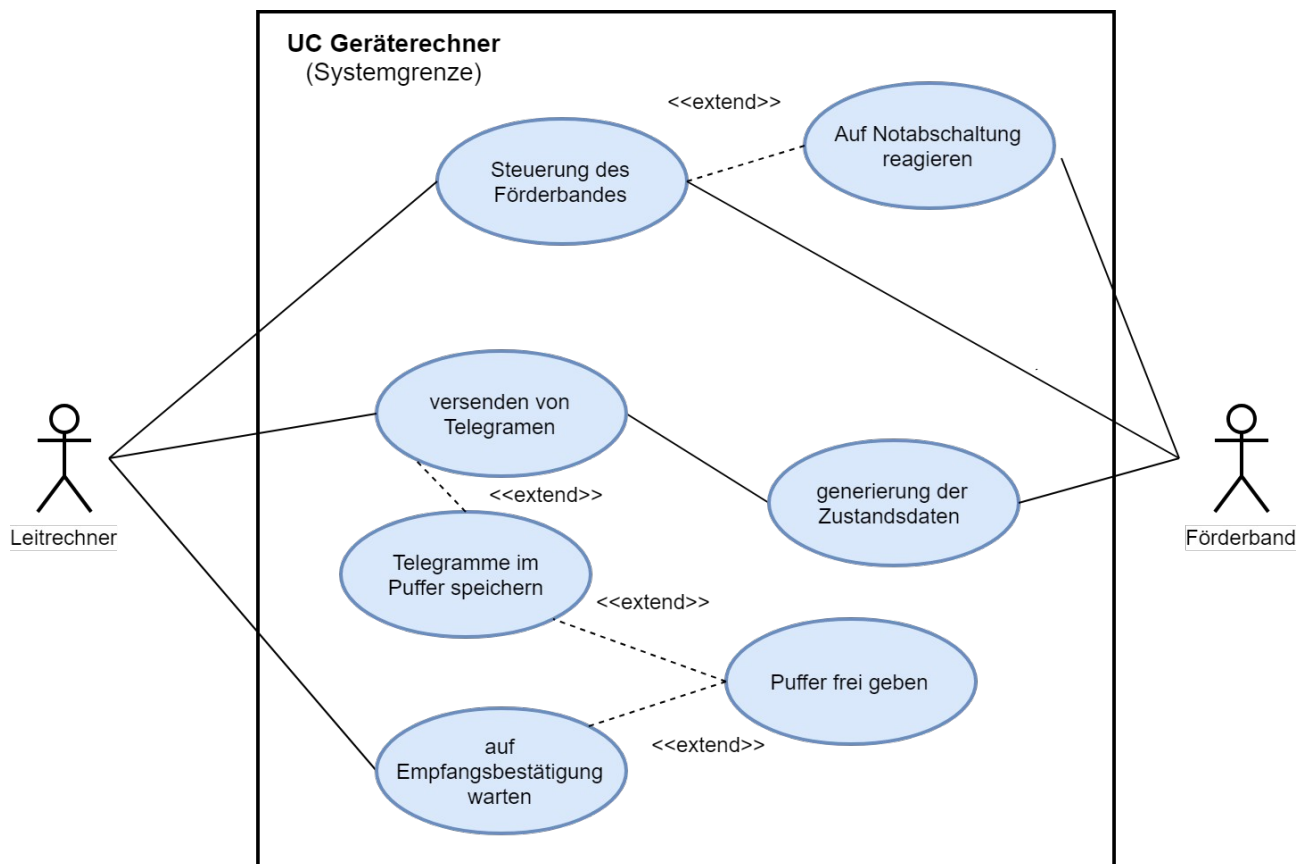 UC Geräterechner
(Systemgrenze)
<<extend>>
Auf Notabschaltung
reagieren
Steuerung des
Förderbandes
versenden von
Telegramen
<<extend>>
generierung der
Zustandsdaten
Leitrechner
Förderband
Telegramme im
Puffer speichern
<<extend>>
Puffer frei geben
<<extend>>
auf
Empfangsbestätigung
warten